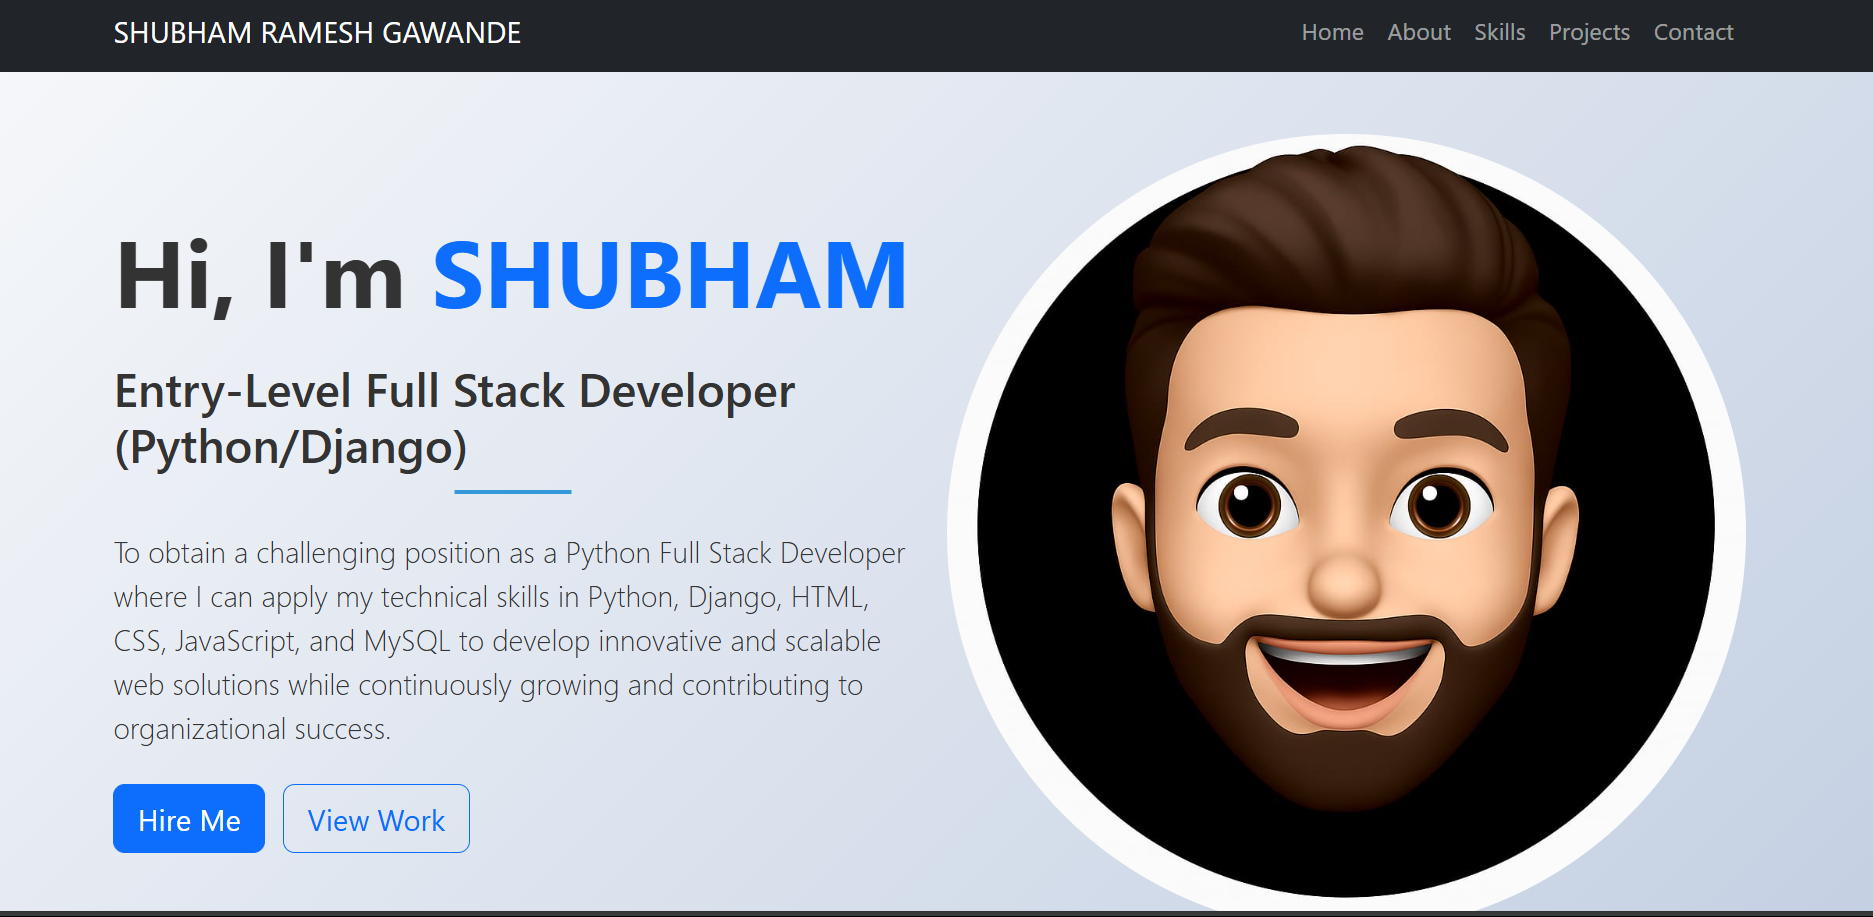 SHUBHAM RAMESH GAWANDE
Home About Skills Projects Contact
Hi, I'm SHUBHAM
Entry-Level Full Stack Developer
(Python/Django)
To obtain a challenging position as a Python Full Stack Developer
where I can apply my technical skills in Python, Django, HTML,
CSS, JavaScript, and MySQL to develop innovative and scalable
web solutions while continuously growing and contributing to
organizational success.
Hire Me View Work